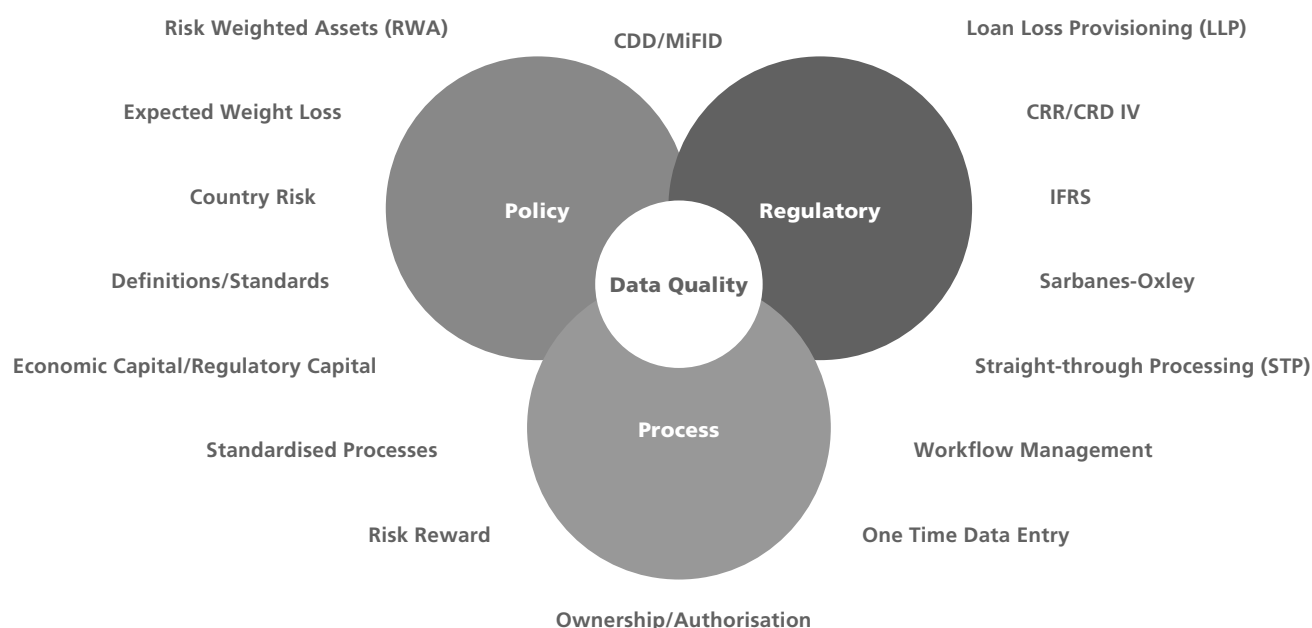 Risk Weighted Assets (RWA)
CDD/MiFID
Loan Loss Provisioning (LLP)
Expected Weight Loss
CRR/CRD IV
Country Risk
Policy
Regulatory
IFRS
Definitions/Standards
Data Quality
Sarbanes-Oxley
Economic Capital/Regulatory Capital
Straight-through Processing (STP)
Process
Standardised Processes
Workflow Management
Risk Reward
One Time Data Entry
Ownership/Authorisation